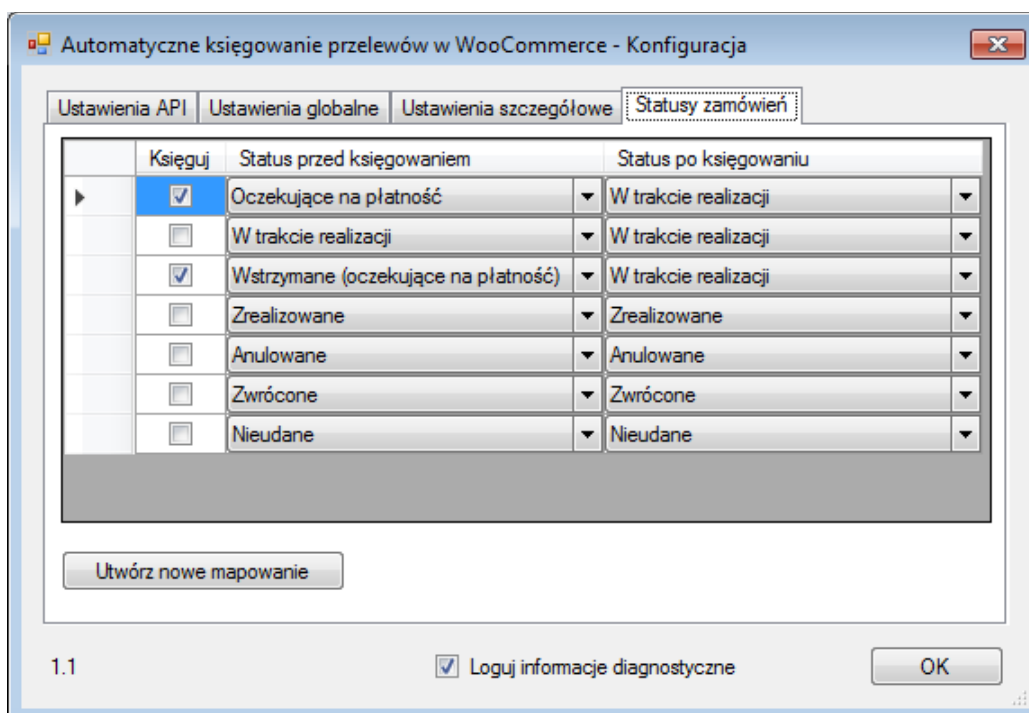 Automatyczne księgowanie przelewów w WooCommerce - Konfiguracja
Ustawienia API Ustawienia globalne Ustawienia szczegółowe Statusy zamówień
Księguj Status przed księgowaniem Status po księgowaniu
Oczekujące na płatność W trakcie realizacji
W trakcie realizacji W trakcie realizacji
Wstrzymane (oczekujące na płatność) W trakcie realizacji
Zrealizowane Zrealizowane
Anulowane Anulowane
Zwrócone Zwrócone
Nieudane Nieudane
Utwórz nowe mapowanie
1.1 Loguj informacje diagnostyczne OK